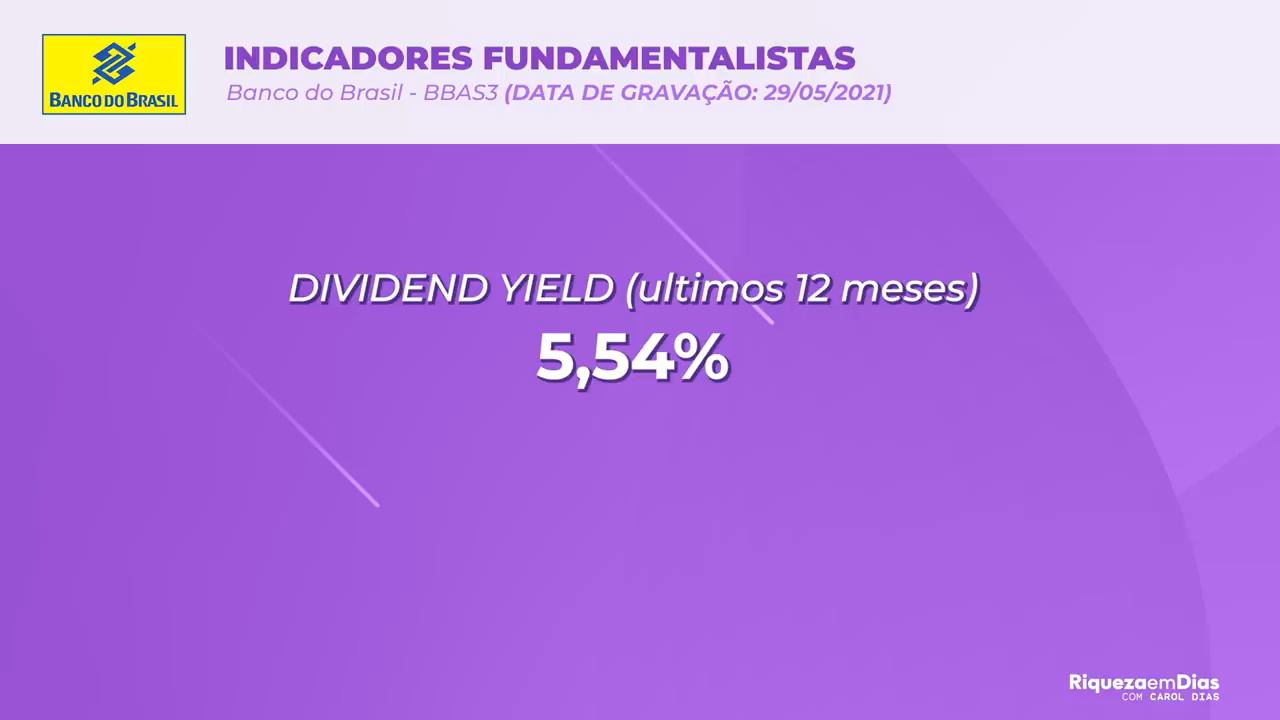 BANCO DO BRASIL
INDICADORES FUNDAMENTALISTAS
Banco do Brasil - BBAS3 (DATA DE GRAVAÇÃO: 29/05/2021)
DIVIDEND YIELD (ultimos 12 meses)
5,54%
RiquezaemDias
COM CAROL DIAS